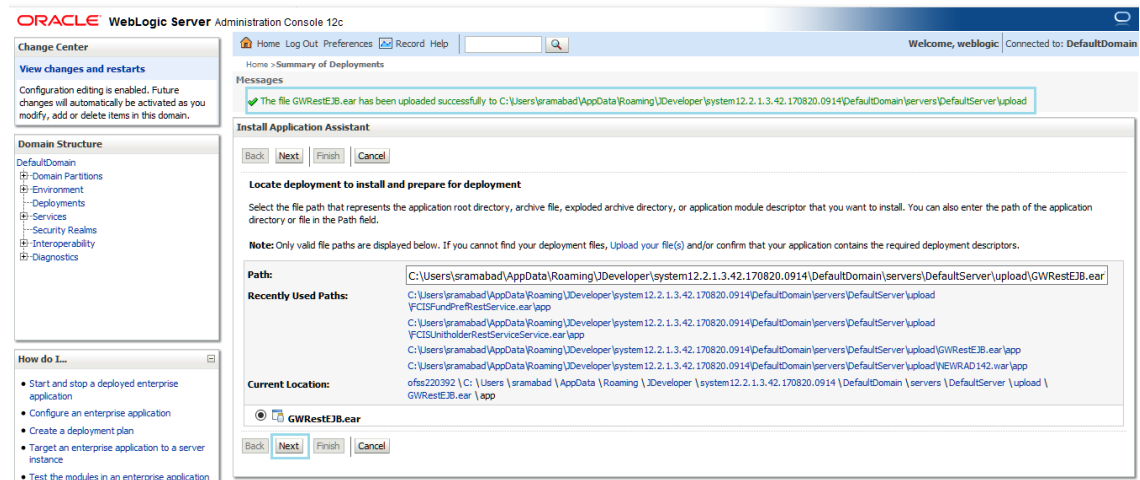 ORACLE WebLogic Server Administration Console 12c
Change Center
View changes and restarts
Configuration editing is enabled. Future
changes will automatically be activated as you
modify, add or delete items in this domain.
Domain Structure
DefaultDomain
Domain Partitions
Environment
Deployments
Services
Security Realms
Interoperability
Diagnostics
How do I...
Start and stop a deployed enterprise
application
Configure an enterprise application
Create a deployment plan
Target an enterprise application to a server
instance
Test the modules in an enterprise application
Home Log Out Preferences Record Help
Welcome, weblogic Connected to: DefaultDomain
Home >Summary of Deployments
Messages
The file GWRestEJB.ear has been uploaded successfully to C:\Users\sramabad\AppData\Roaming\JDeveloper\system12.2.1.3.42.170820.0914\DefaultDomain\servers\DefaultServer\upload
Install Application Assistant
Back Next Finish Cancel
Locate deployment to install and prepare for deployment
Select the file path that represents the application root directory, archive file, exploded archive directory, or application module descriptor that you want to install. You can also enter the path of the application
directory or file in the Path field.
Note: Only valid file paths are displayed below. If you cannot find your deployment files, Upload your file(s) and/or confirm that your application contains the required deployment descriptors.
Path: C:\Users\sramabad\AppData\Roaming\JDeveloper\system12.2.1.3.42.170820.0914\DefaultDomain\servers\DefaultServer\upload\GWRestEJB.ear
Recently Used Paths: C:\Users\sramabad\AppData\Roaming\JDeveloper\system12.2.1.3.42.170820.0914\DefaultDomain\servers\DefaultServer\upload
\FCISFundPrefRestService.ear\app
C:\Users\sramabad\AppData\Roaming\JDeveloper\system12.2.1.3.42.170820.0914\DefaultDomain\servers\DefaultServer\upload
\FCISUnitholderRestServiceService.ear\app
C:\Users\sramabad\AppData\Roaming\JDeveloper\system12.2.1.3.42.170820.0914\DefaultDomain\servers\DefaultServer\upload\GWRestEJB.ear\app
C:\Users\sramabad\AppData\Roaming\JDeveloper\system12.2.1.3.42.170820.0914\DefaultDomain\servers\DefaultServer\upload\NEWRAD142.war\app
Current Location: ofss220392 \ C: \ Users \ sramabad \ AppData \ Roaming \ JDeveloper \ system12.2.1.3.42.170820.0914 \ DefaultDomain \ servers \ DefaultServer \ upload \
GWRestEJB.ear \ app
GWRestEJB.ear
Back Next Finish Cancel